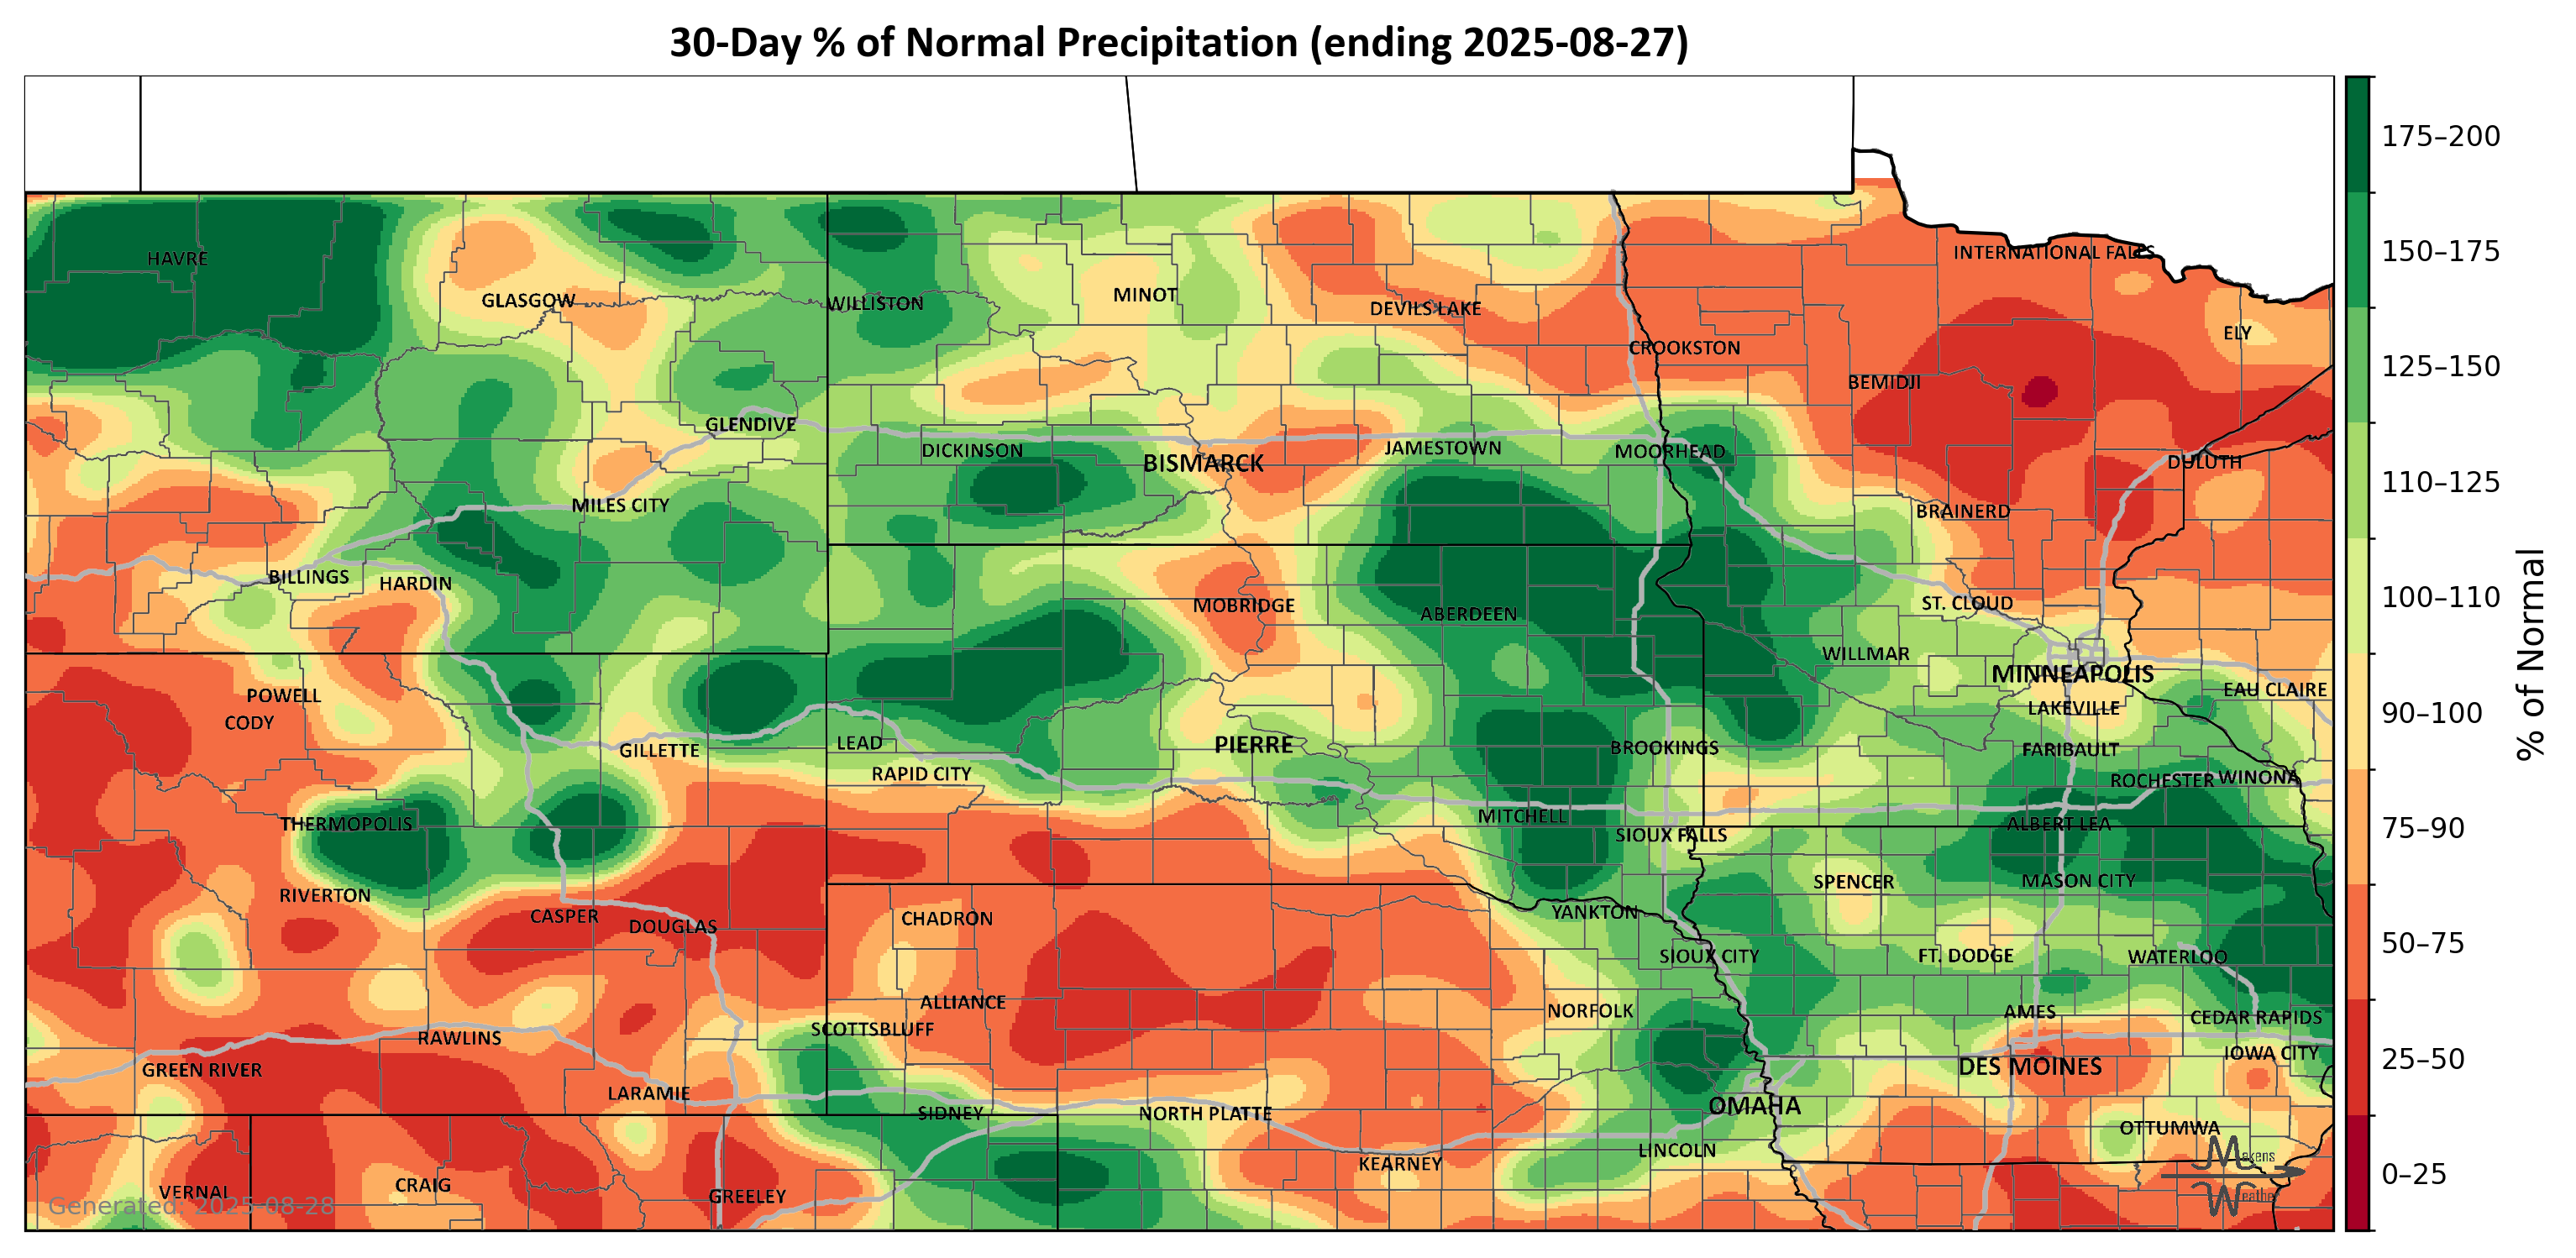 30-Day % of Normal Precipitation (ending 2025-08-27)
HAVRE
INTERNATIONAL FALLS
GLASGOW
WILLISTON
MINOT
DEVILS LAKE
ELY
CROOKSTON
BEMIDJI
GLENDIVE
DICKINSON
BISMARCK
JAMESTOWN
MOORHEAD
DULUTH
MILES CITY
BRAINERD
BILLINGS
HARDIN
MOBRIDGE
ABERDEEN
ST. CLOUD
WILLMAR
MINNEAPOLIS
POWELL
CODY
EAU CLAIRE
LAKEVILLE
GILLETTE
LEAD
RAPID CITY
PIERRE
BROOKINGS
FARIBAULT
ROCHESTER
WINONA
THERMOPOLIS
MITCHELL
SIOUX FALLS
ALBERT LEA
RIVERTON
SPENCER
MASON CITY
CASPER
DOUGLAS
CHADRON
YANKTON
SIOUX CITY
FT. DODGE
WATERLOO
ALLIANCE
NORFOLK
AMES
CEDAR RAPIDS
SCOTTSBLUFF
RAWLINS
GREEN RIVER
DES MOINES
IOWA CITY
LARAMIE
SIDNEY
NORTH PLATTE
OMAHA
OTTUMWA
LINCOLN
KEARNEY
VERNAL
CRAIG
GREELEY
Generated: 2025-08-28
Makens
Weather
175–200
150–175
125–150
110–125
100–110
90–100
75–90
50–75
25–50
0–25
% of Normal